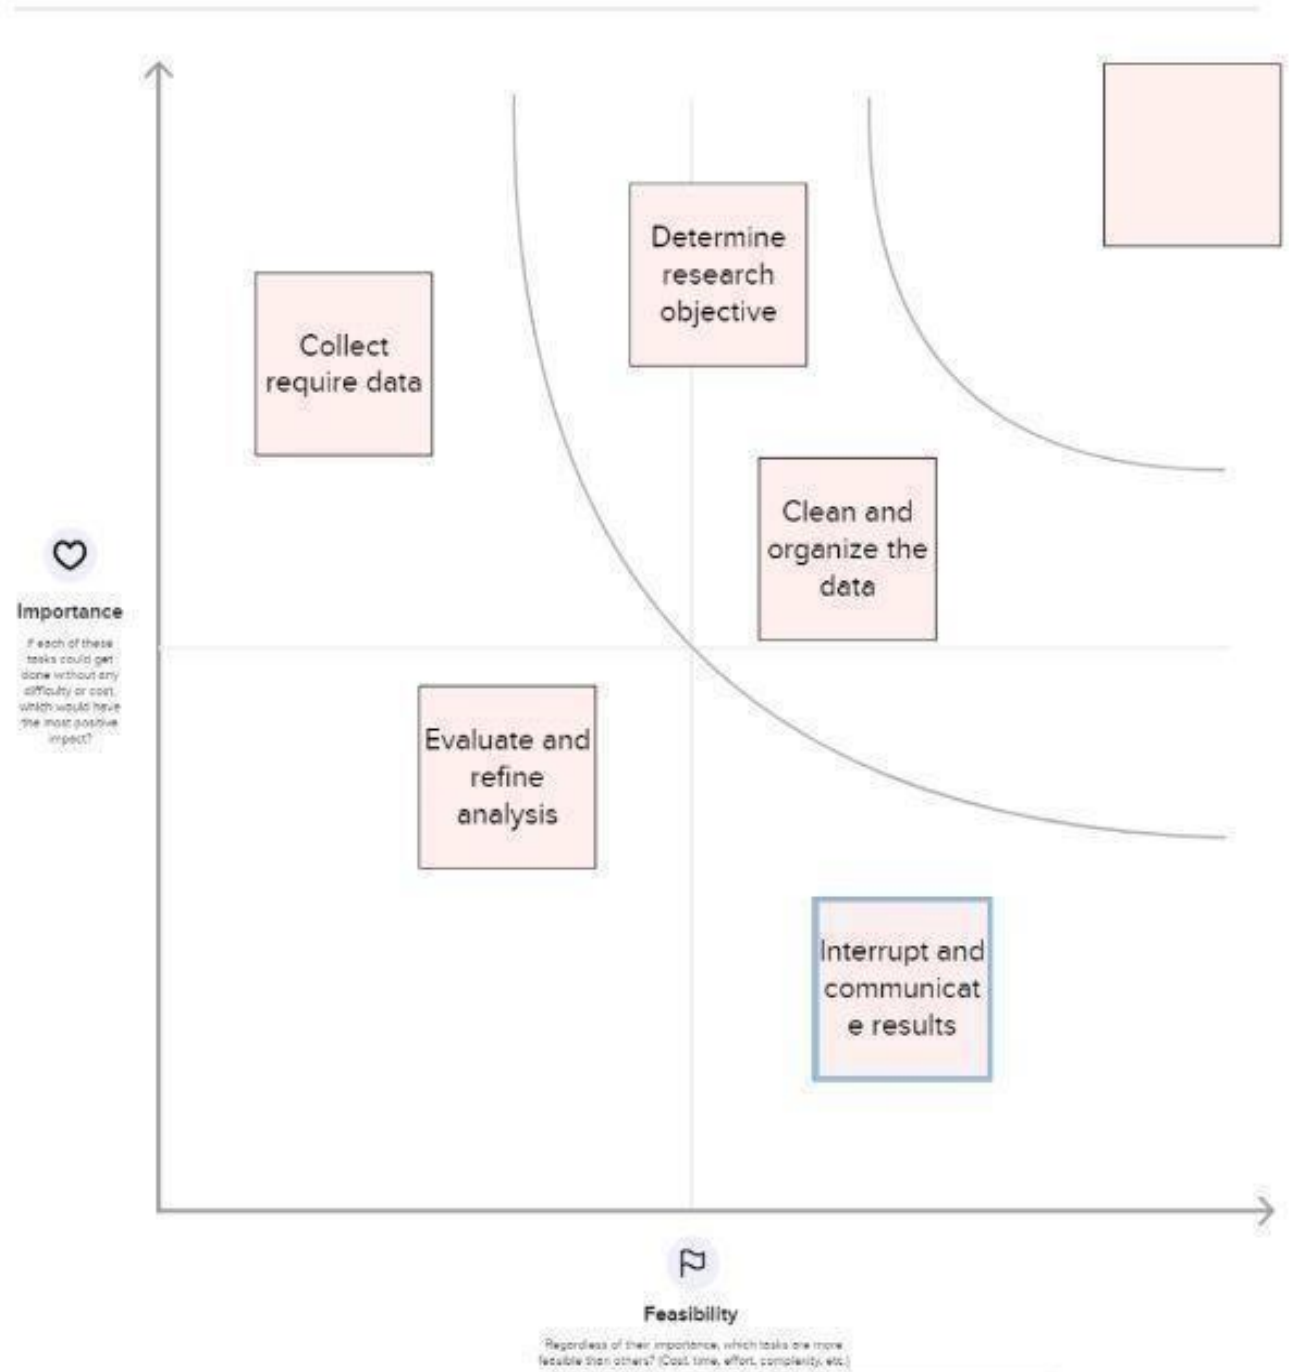 Determine
research
objective
Collect
require data
Clean and
organize the
data
Importance
If each of these
tasks could get
done without any
difficulty or cost,
which would have
the most positive
impact?
Evaluate and
refine
analysis
Interrupt and
communicat
e results
Feasibility
Regardless of their importance, which tasks are more
feasible than others? (Cost, time, effort, complexity, etc.)